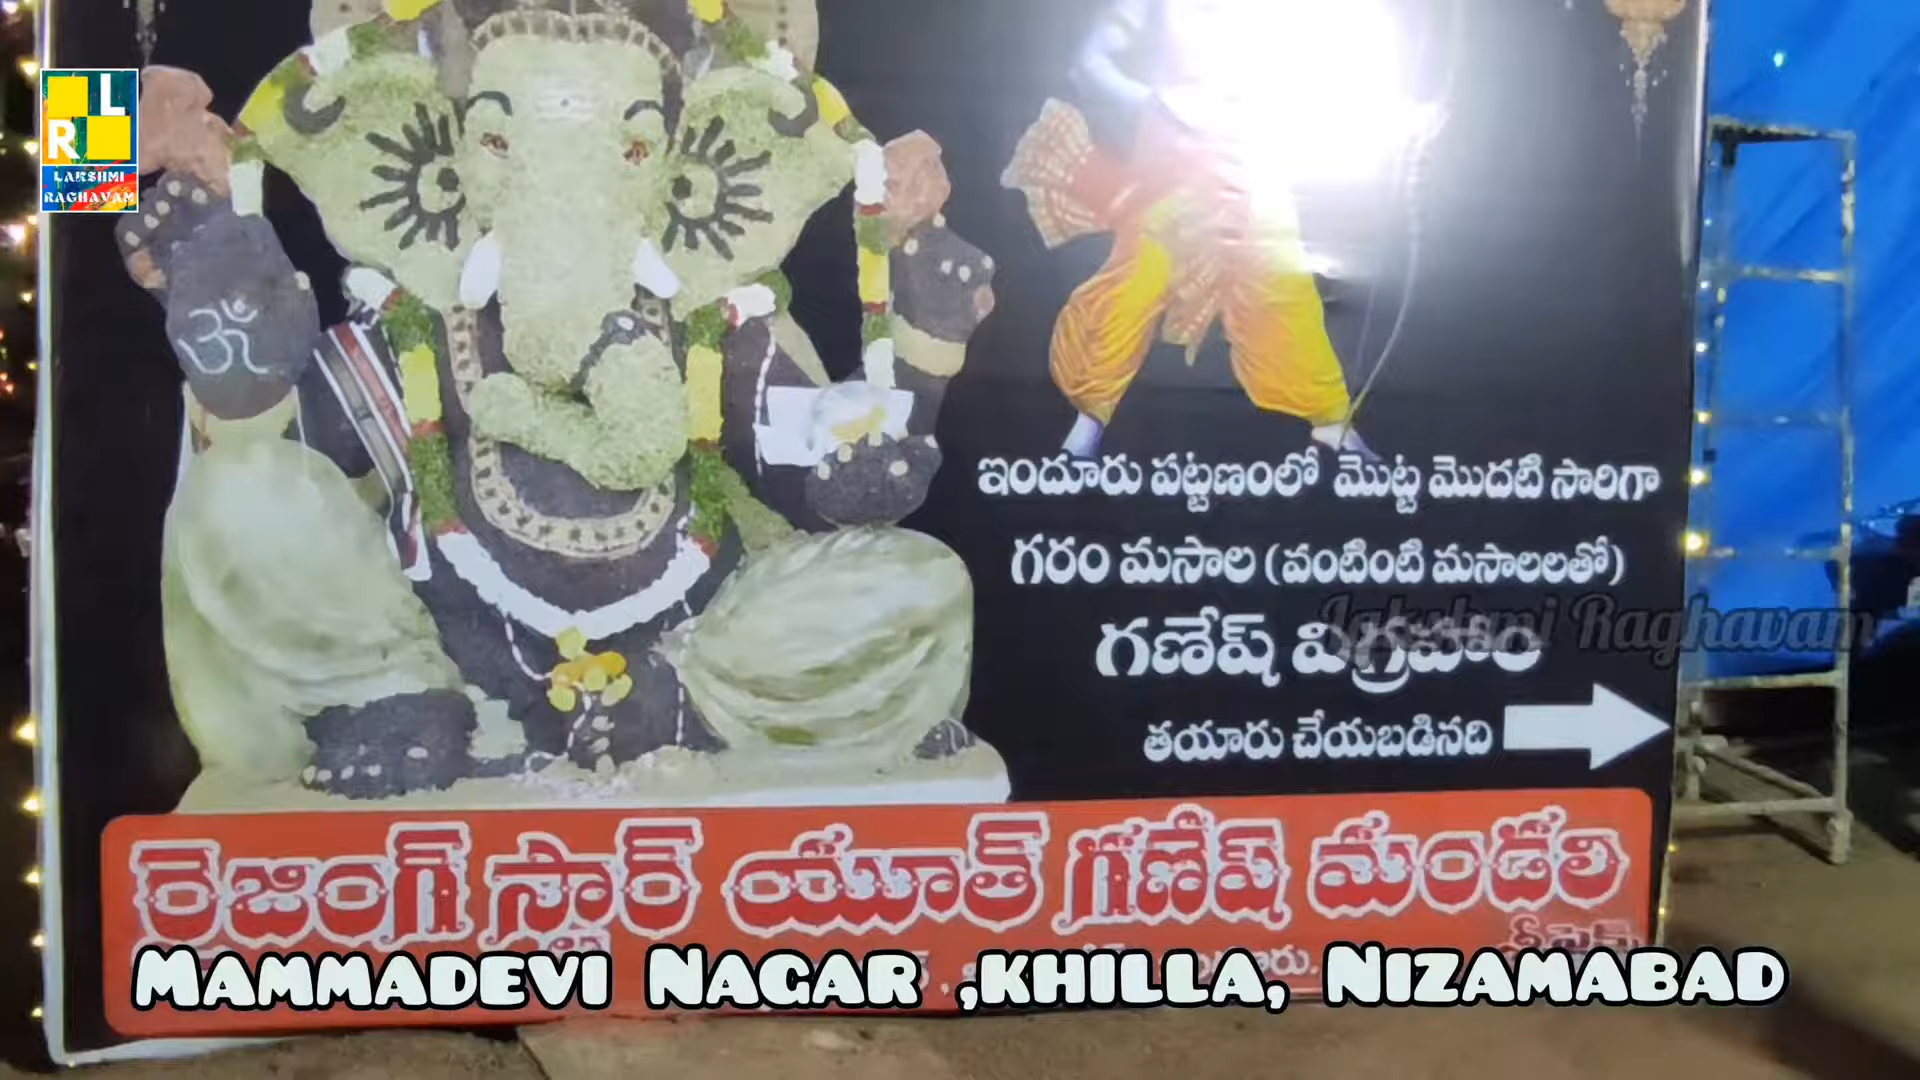 L
R
LAKSHMI
RAGHAVAM
ॐ
ఇందూరు పట్టణంలో మొట్ట మొదటి సారిగా
గరం మసాల (వంటింటి మసాలలతో)
గణేష్ విగ్రహాం
Lakshmi Raghavam
తయారు చేయబడినది
రైజింగ్ స్టార్ యూత్ గణేష్ మండలి
MAMMADEVI NAGAR ,KHILLA, NIZAMABAD